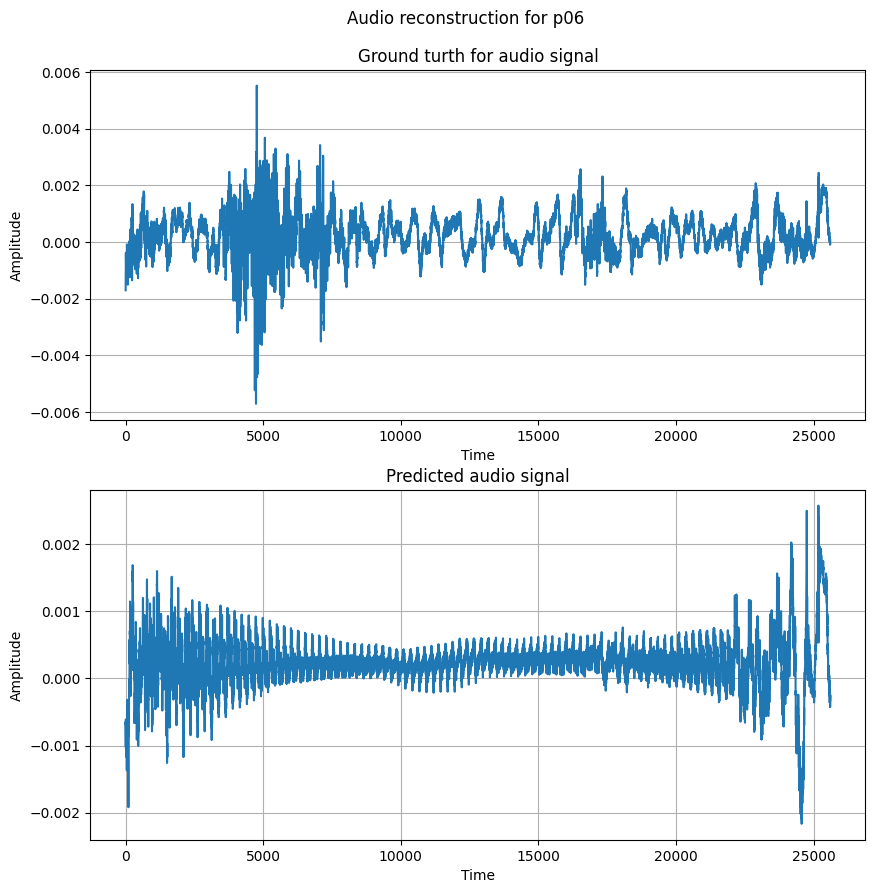 Audio reconstruction for p06
Ground turth for audio signal
0.006
0.004
0.002
0.000
−0.002
−0.004
−0.006
Amplitude
0 5000 10000 15000 20000 25000
Time
Predicted audio signal
0.002
0.001
0.000
−0.001
−0.002
Amplitude
0 5000 10000 15000 20000 25000
Time